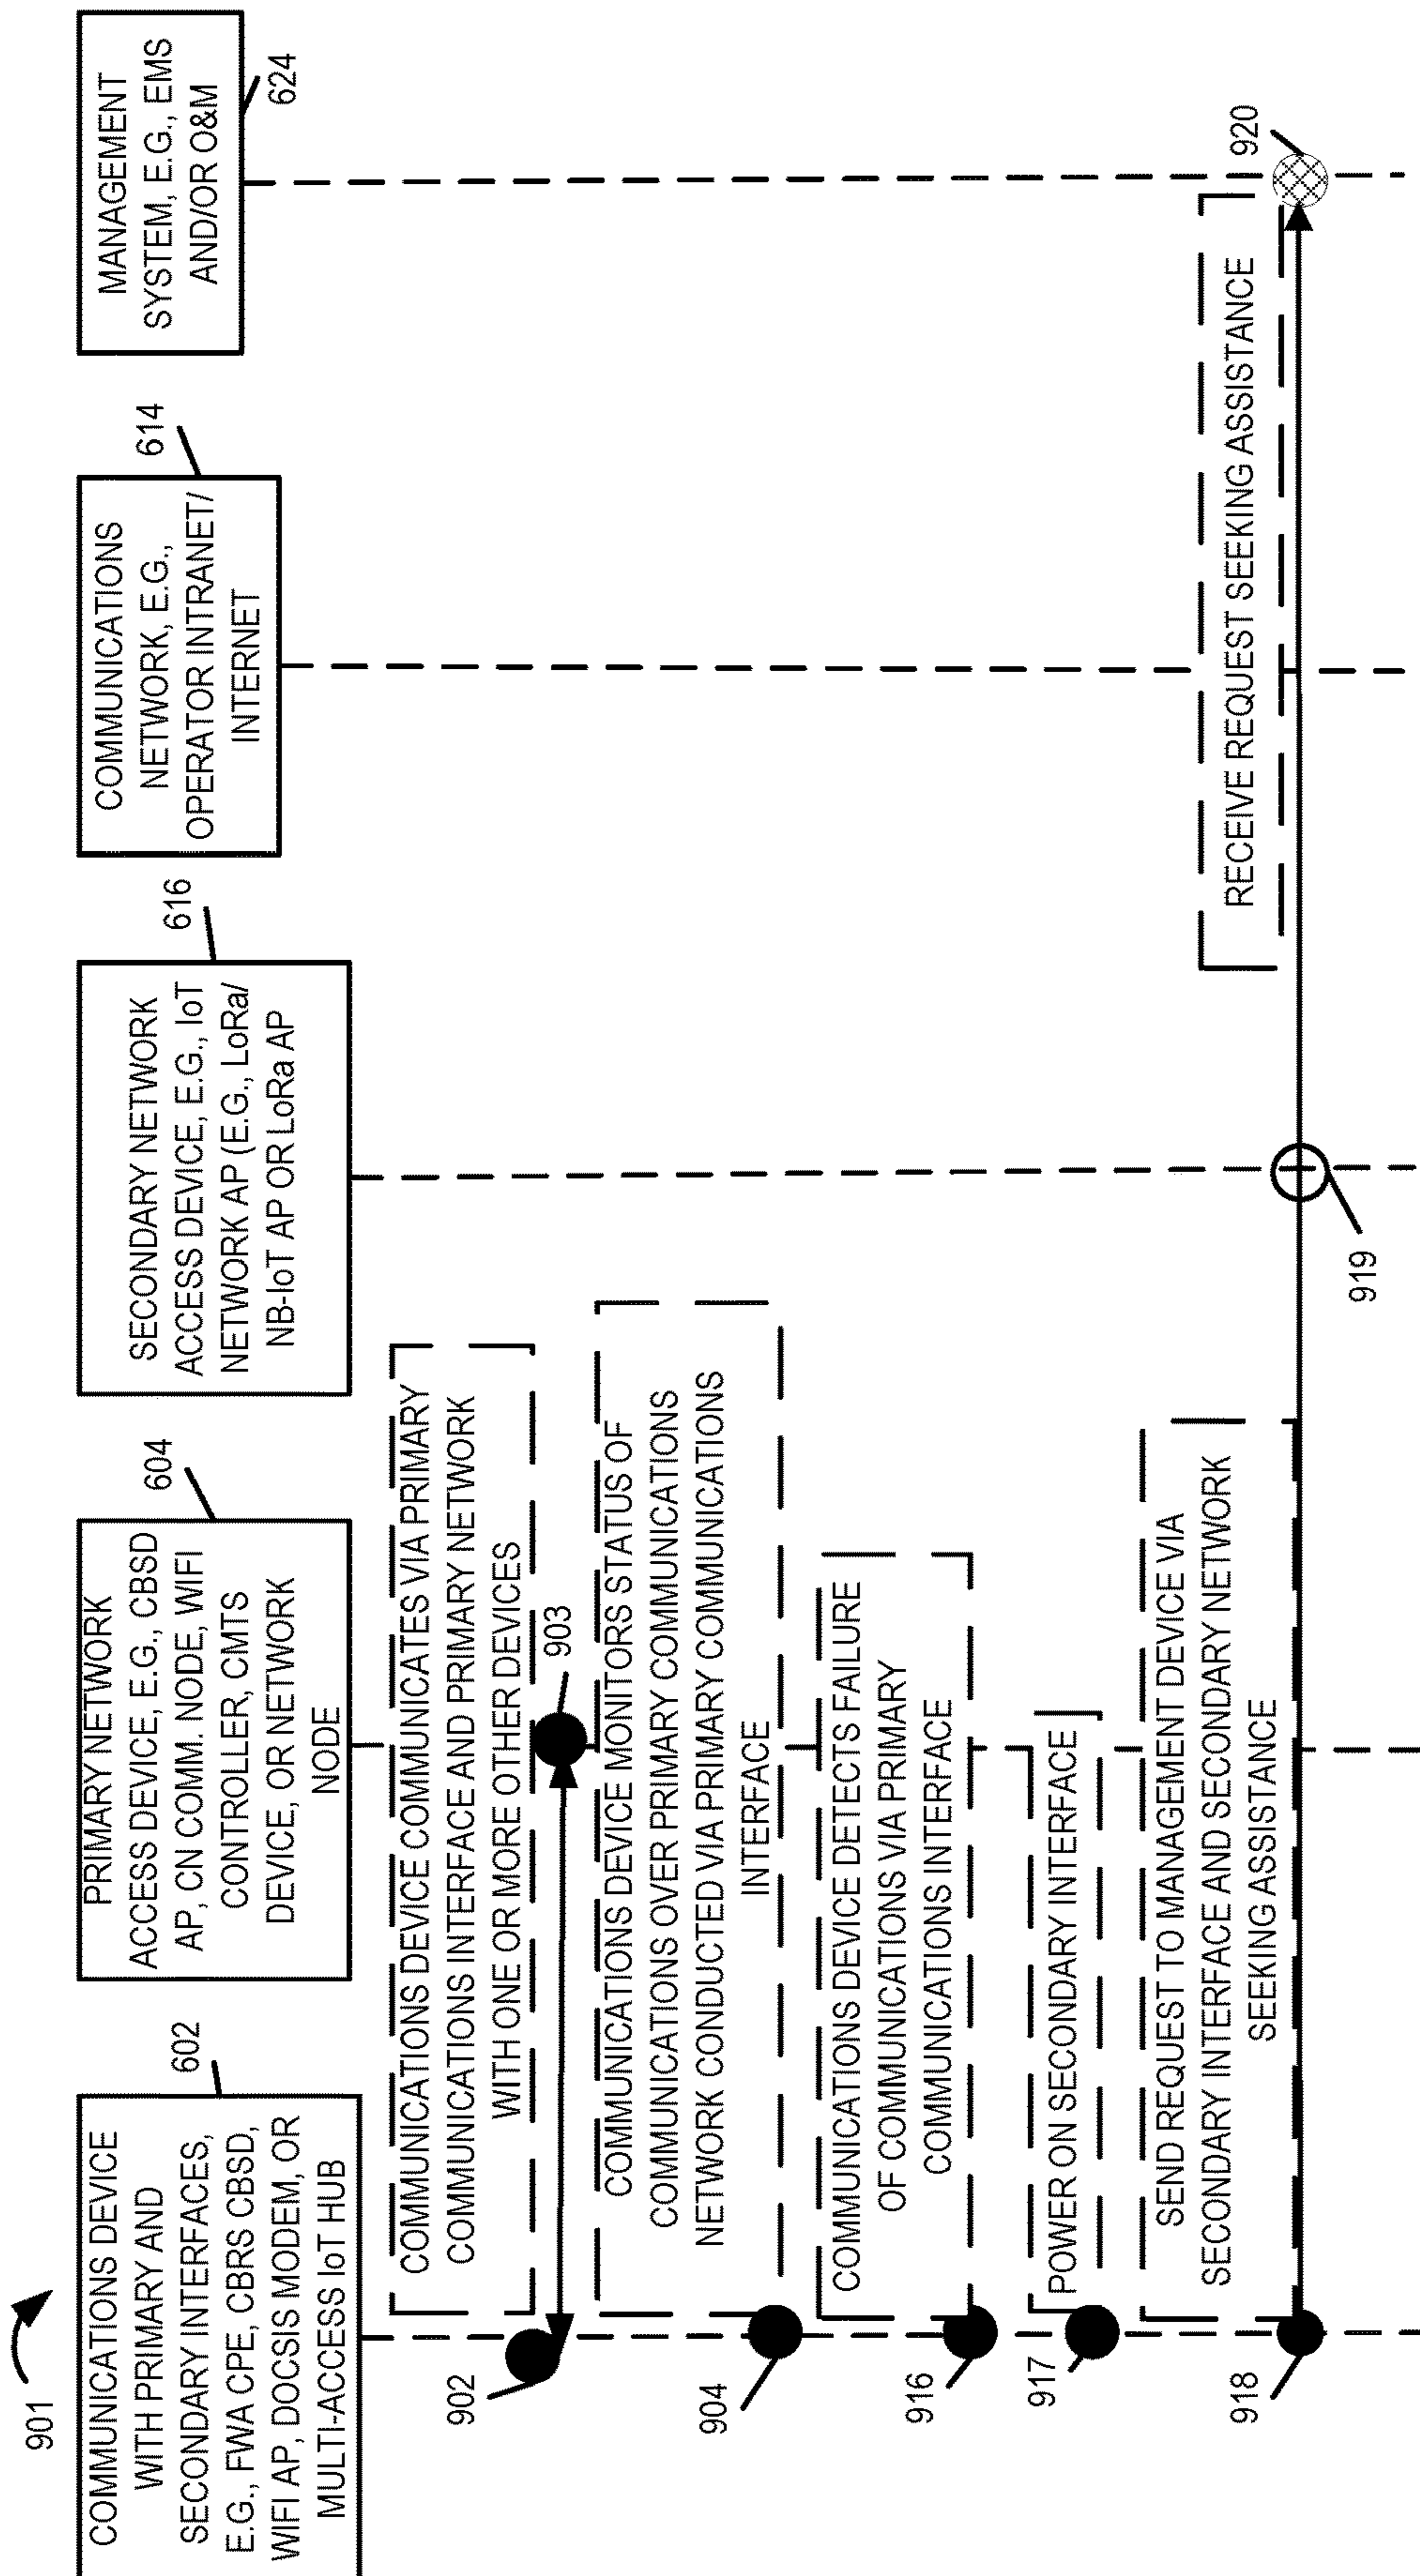 901
COMMUNICATIONS DEVICE
WITH PRIMARY AND
SECONDARY INTERFACES,
E.G., FWA CPE, CBRS CBSD,
WIFI AP, DOCSIS MODEM, OR
MULTI-ACCESS IoT HUB
602
PRIMARY NETWORK
ACCESS DEVICE, E.G., CBSD
AP, CN COMM. NODE, WIFI
CONTROLLER, CMTS
DEVICE, OR NETWORK
NODE
604
SECONDARY NETWORK
ACCESS DEVICE, E.G., IoT
NETWORK AP (E.G., LoRa/
NB-IoT AP OR LoRa AP
616
COMMUNICATIONS
NETWORK, E.G.,
OPERATOR INTRANET/
INTERNET
614
MANAGEMENT
SYSTEM, E.G., EMS
AND/OR O&M
624
COMMUNICATIONS DEVICE COMMUNICATES VIA PRIMARY
COMMUNICATIONS INTERFACE AND PRIMARY NETWORK
WITH ONE OR MORE OTHER DEVICES
902
903
COMMUNICATIONS DEVICE MONITORS STATUS OF
COMMUNICATIONS OVER PRIMARY COMMUNICATIONS
NETWORK CONDUCTED VIA PRIMARY COMMUNICATIONS
INTERFACE
904
COMMUNICATIONS DEVICE DETECTS FAILURE
OF COMMUNICATIONS VIA PRIMARY
COMMUNICATIONS INTERFACE
916
POWER ON SECONDARY INTERFACE
917
SEND REQUEST TO MANAGEMENT DEVICE VIA
SECONDARY INTERFACE AND SECONDARY NETWORK
SEEKING ASSISTANCE
918
919
RECEIVE REQUEST SEEKING ASSISTANCE
920